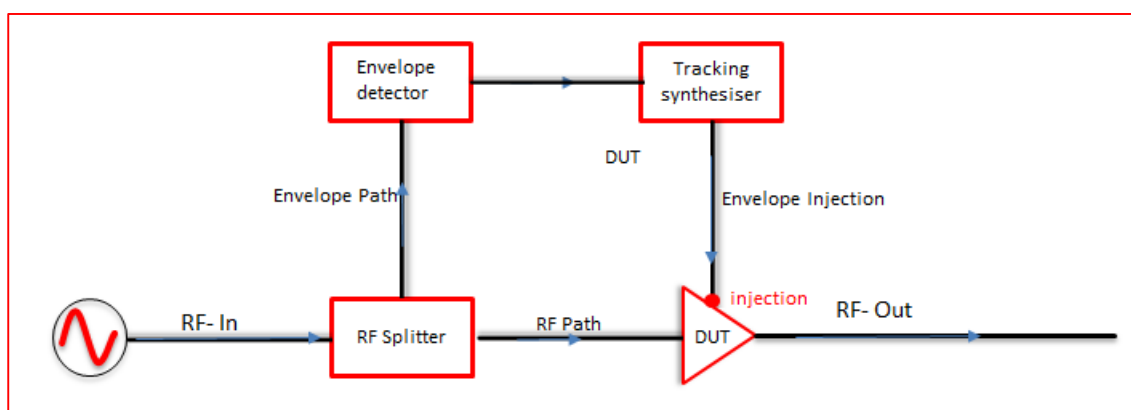 Envelope
detector
Tracking
synthesiser
DUT
Envelope Path
Envelope Injection
injection
RF- In
RF Splitter
RF Path
DUT
RF- Out